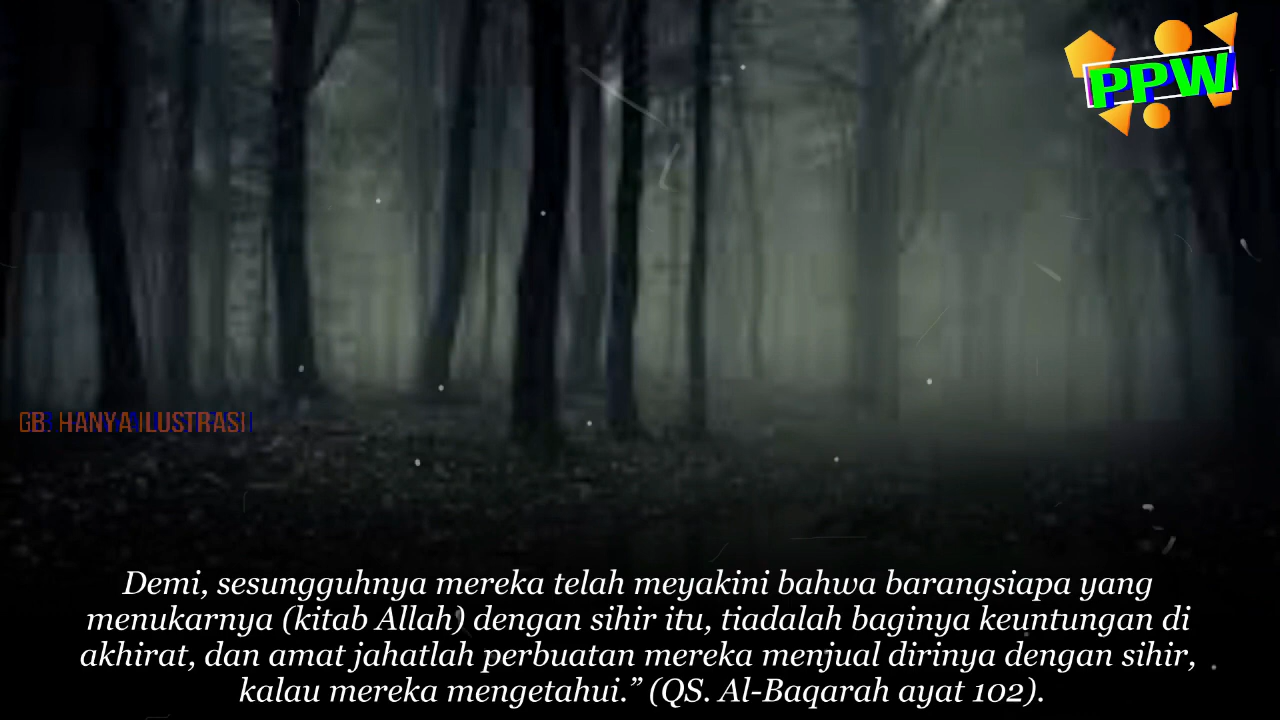 PPW
GB: HANYA ILUSTRASI
Demi, sesungguhnya mereka telah meyakini bahwa barangsiapa yang
menukarnya (kitab Allah) dengan sihir itu, tiadalah baginya keuntungan di
akhirat, dan amat jahatlah perbuatan mereka menjual dirinya dengan sihir,
kalau mereka mengetahui.” (QS. Al-Baqarah ayat 102).